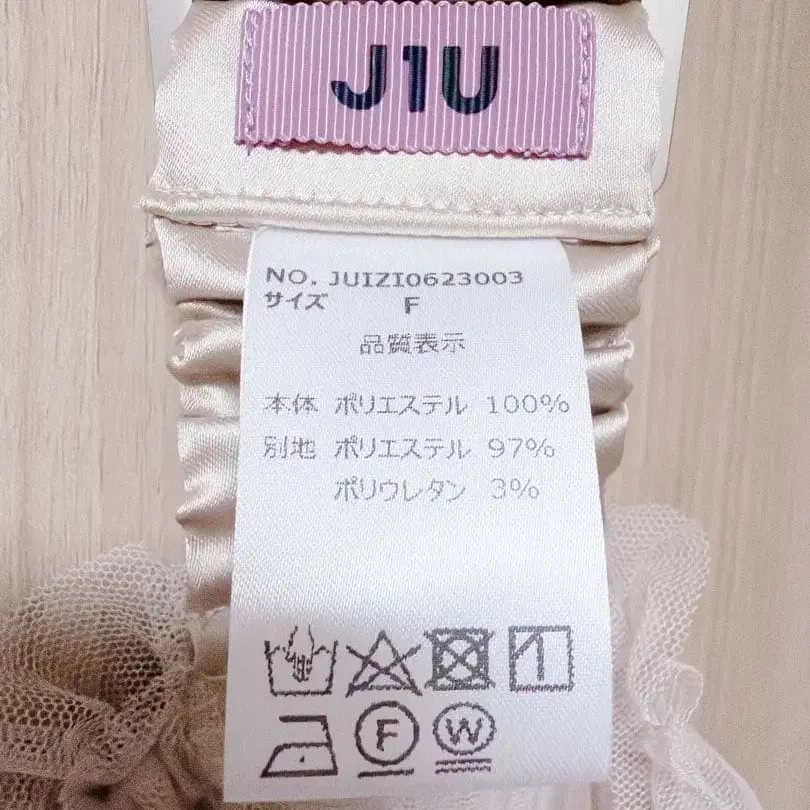 J1U
NO. JUIZI0623003
サイズ F
品質表示
本体 ポリエステル 100%
別地 ポリエステル 97%
ポリウレタン 3%
F W